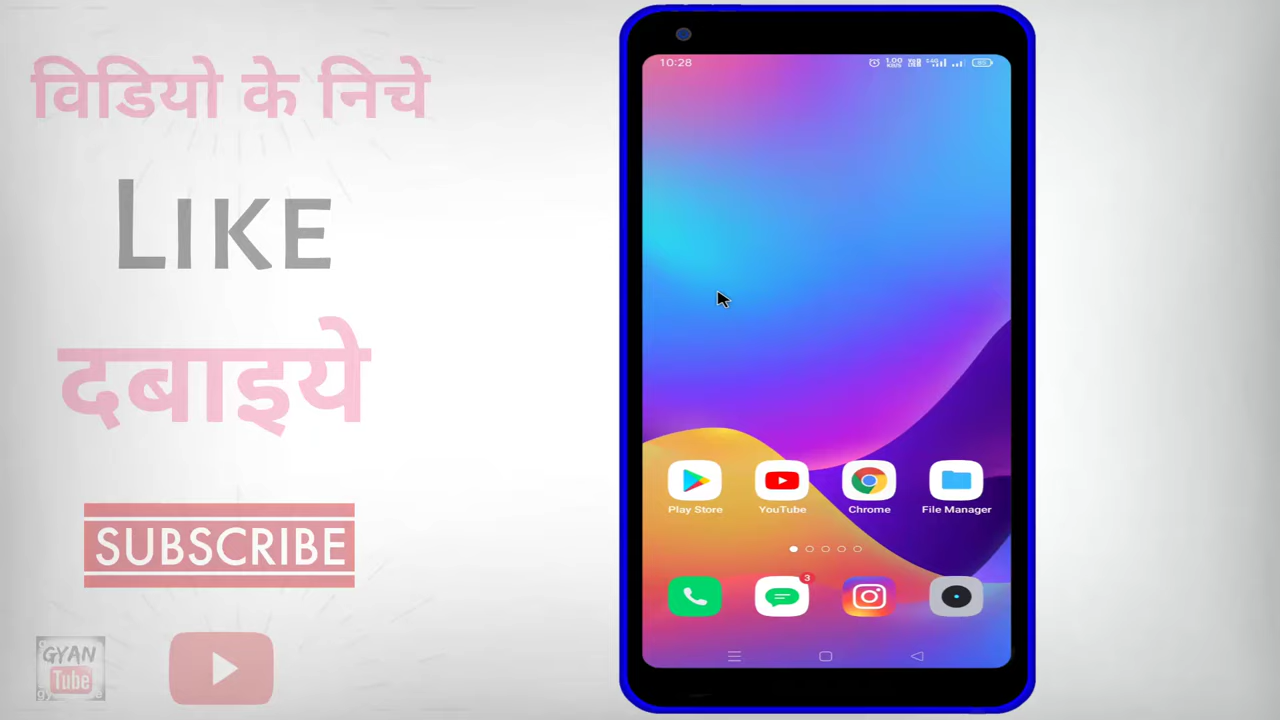 विडियो के निचे
LIKE
दबाइये
SUBSCRIBE
GYAN
Tube
10:28
Play Store
YouTube
Chrome
File Manager
3